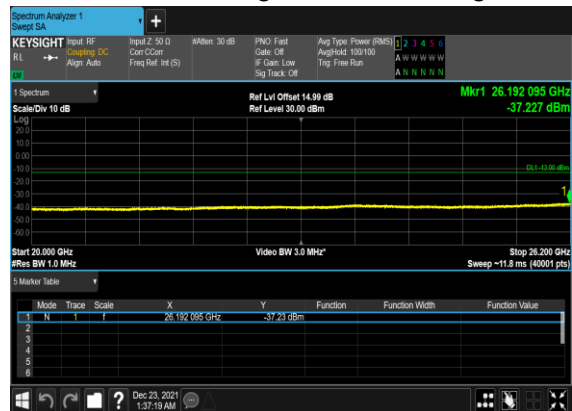 Spectrum Analyzer 1
Swept SA
+
KEYSIGHT Input: RF Input Z: 50 Ω #Atten: 30 dB PNO: Fast Avg Type: Power (RMS) 1 2 3 4 5 6
RL Coupling: DC Corr CCorr Gate: Off Avg|Hold: 100/100 A W W W W W
Align: Auto Freq Ref: Int (S) IF Gain: Low Trig: Free Run
Sig Track: Off A N N N N N
1 Spectrum
Ref Lvl Offset 14.99 dB Mkr1 26.192 095 GHz
Scale/Div 10 dB Ref Level 30.00 dBm -37.227 dBm
Log
20.0
10.0
0.00
-10.0 DL1 -13.00 dBm
-20.0
-30.0 1
-40.0
-50.0
-60.0
Start 20.000 GHz Video BW 3.0 MHz* Stop 26.200 GHz
#Res BW 1.0 MHz Sweep ~11.8 ms (40001 pts)
5 Marker Table
Mode Trace Scale X Y Function Function Width Function Value
1 N 1 f 26.192 095 GHz -37.23 dBm
2
3
4
5
6
? Dec 23, 2021
1:37:19 AM